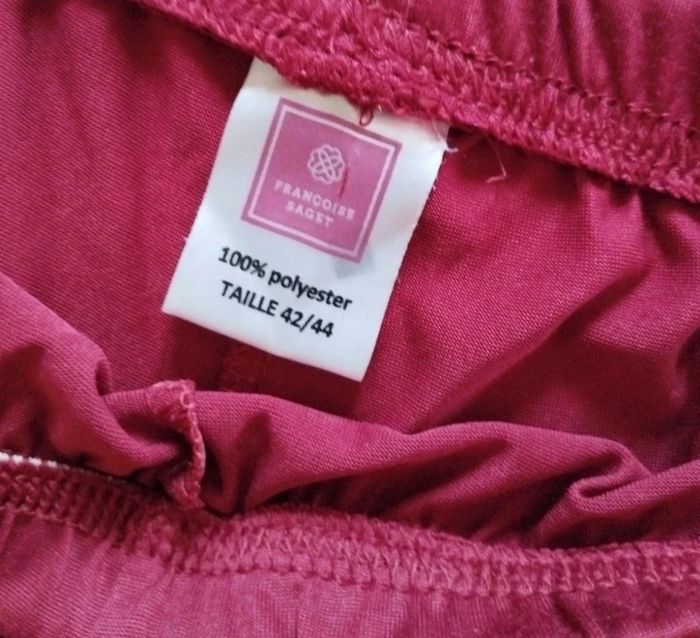 FRANÇOISE
SAGET
100% polyester
TAILLE 42/44